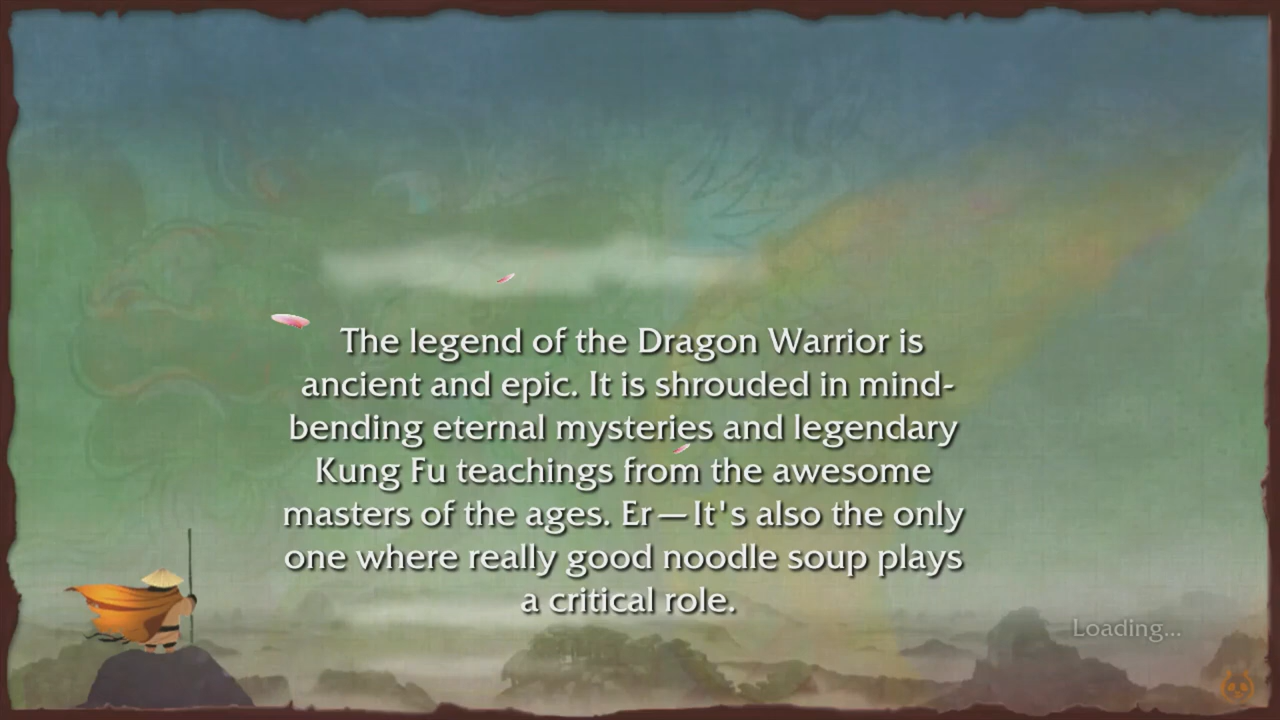 The legend of the Dragon Warrior is
ancient and epic. It is shrouded in mind-
bending eternal mysteries and legendary
Kung Fu teachings from the awesome
masters of the ages. Er—It's also the only
one where really good noodle soup plays
a critical role.
Loading...